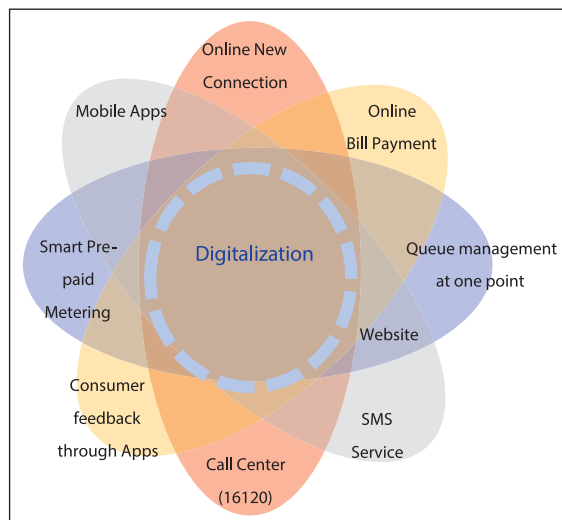 Online New
Connection
Mobile Apps
Online
Bill Payment
Smart Pre-
paid
Metering
Digitalization
Queue management
at one point
Website
Consumer
feedback
through Apps
SMS
Service
Call Center
(16120)